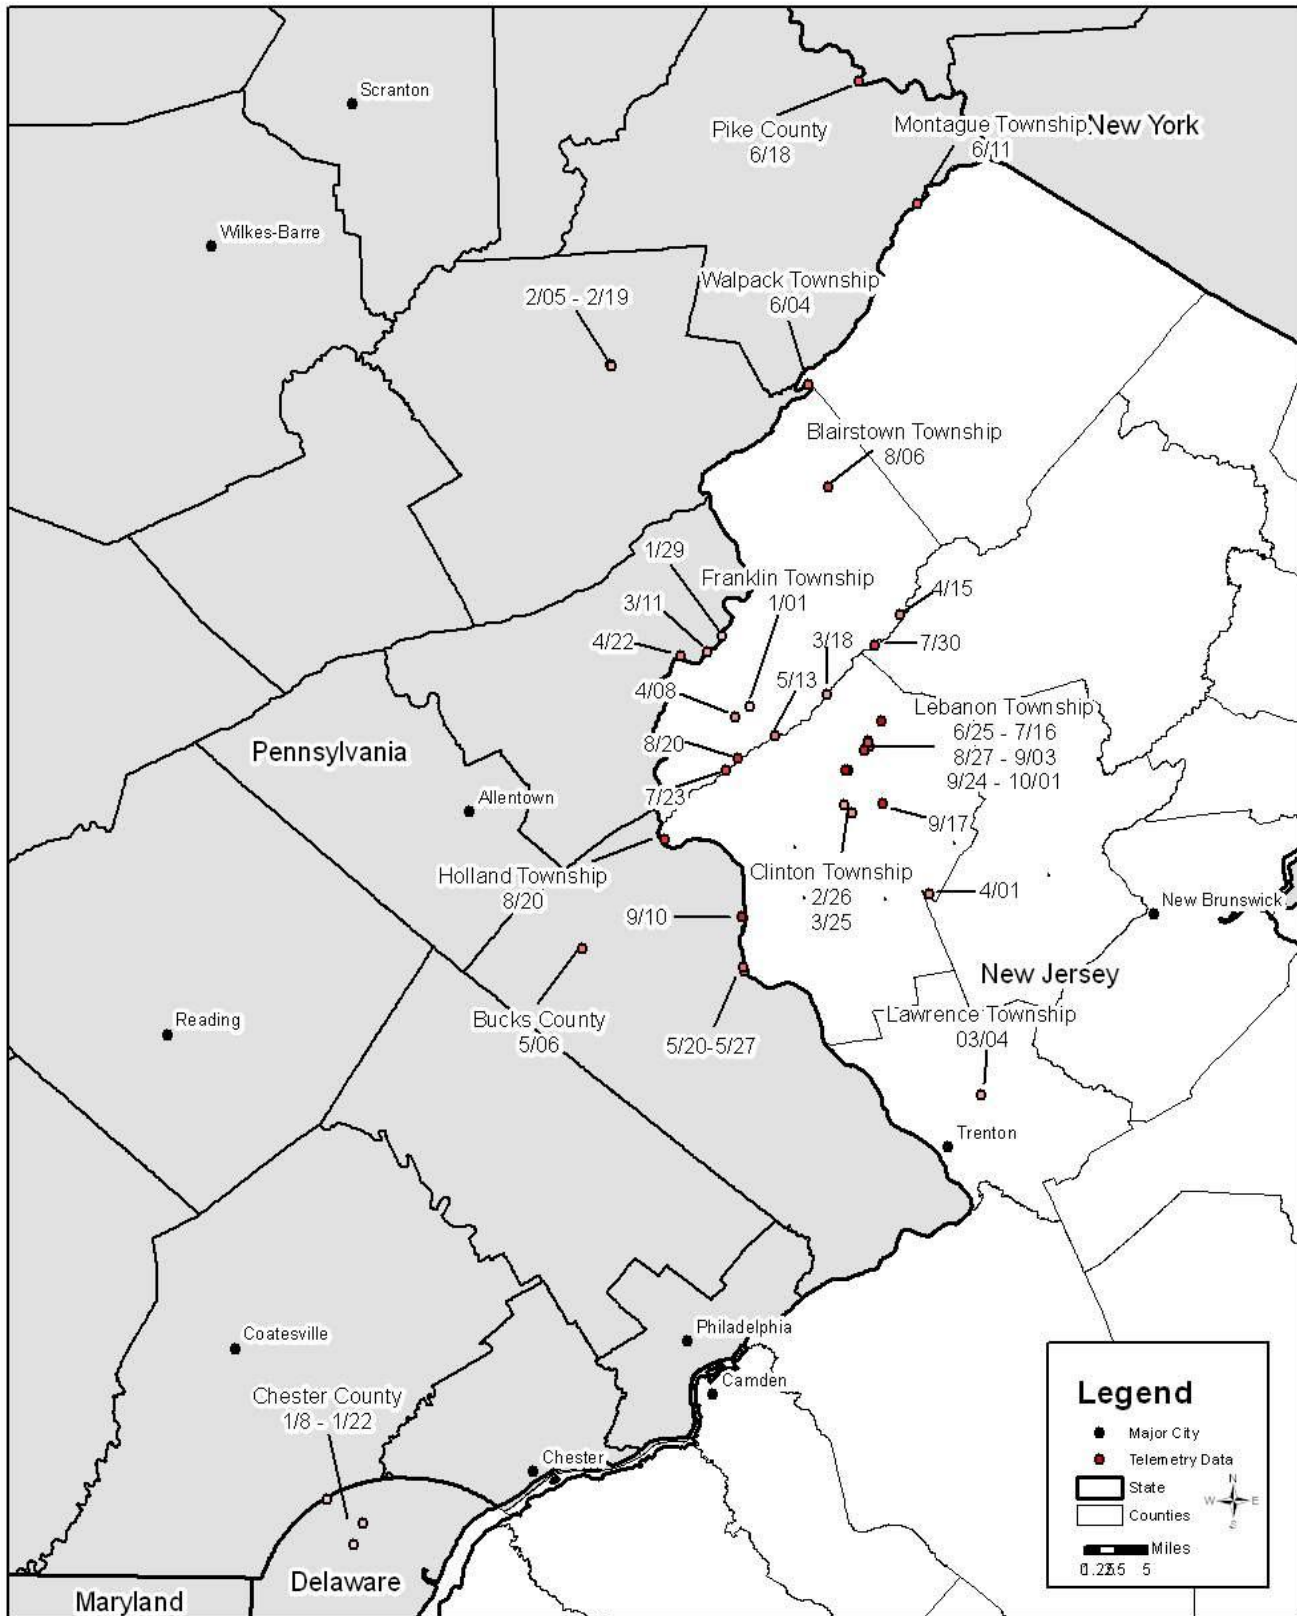 Scranton
Pike County
6/18
Montague Township
6/11
New York
Wilkes-Barre
2/05 - 2/19
Walpack Township
6/04
Blairstown Township
8/06
1/29
Franklin Township
1/01
3/11
4/15
4/22
3/18
7/30
5/13
4/08
Lebanon Township
6/25 - 7/16
8/27 - 9/03
9/24 - 10/01
8/20
Pennsylvania
7/23
Allentown
9/17
Holland Township
8/20
Clinton Township
2/26
3/25
4/01
9/10
New Brunswick
New Jersey
Reading
Bucks County
5/06
5/20-5/27
Lawrence Township
03/04
Trenton
Philadelphia
Coatesville
Camden
Chester County
1/8 - 1/22
Chester
Delaware
Maryland
Legend
Major City
Telemetry Data
State
Counties
N
W E
S
Miles
0 1.25 2.5 5